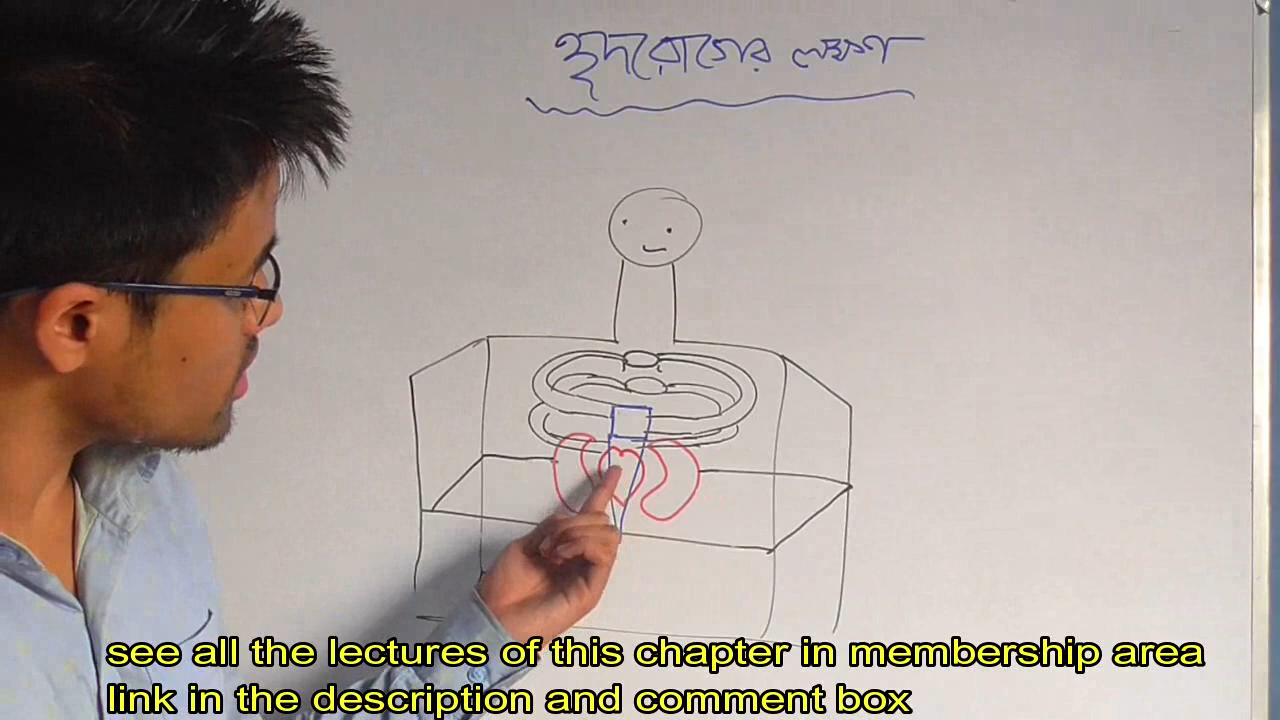 হৃদরোগের লক্ষণ
see all the lectures of this chapter in membership area
link in the description and comment box